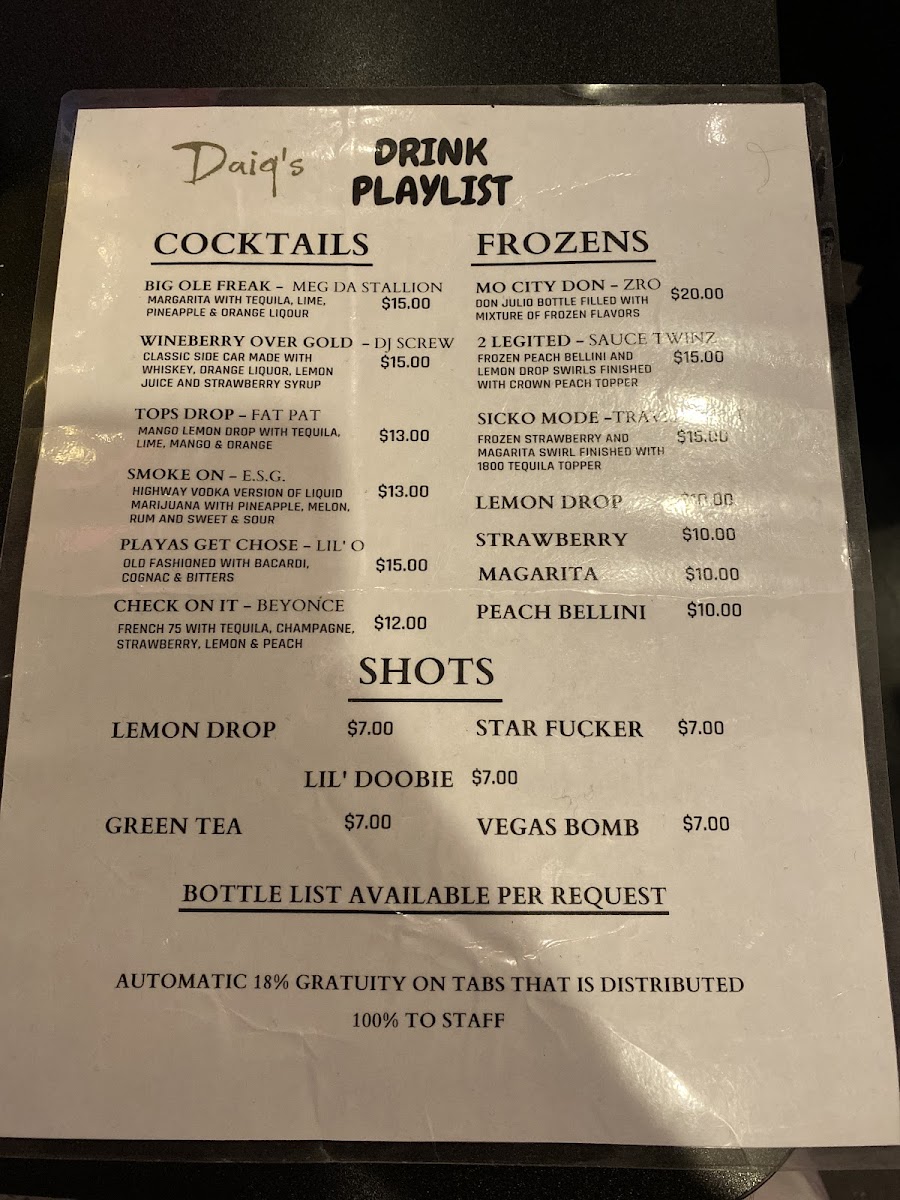 Daiq's
DRINK
PLAYLIST
COCKTAILS
BIG OLE FREAK - MEG DA STALLION
MARGARITA WITH TEQUILA, LIME,
PINEAPPLE & ORANGE LIQOUR
$15.00
WINEBERRY OVER GOLD - DJ SCREW
CLASSIC SIDE CAR MADE WITH
WHISKEY, ORANGE LIQUOR, LEMON
JUICE AND STRAWBERRY SYRUP
$15.00
TOPS DROP - FAT PAT
MANGO LEMON DROP WITH TEQUILA,
LIME, MANGO & ORANGE
$13.00
SMOKE ON - E.S.G.
HIGHWAY VODKA VERSION OF LIQUID
MARIJUANA WITH PINEAPPLE, MELON,
RUM AND SWEET & SOUR
$13.00
PLAYAS GET CHOSE - LIL' O
OLD FASHIONED WITH BACARDI,
COGNAC & BITTERS
$15.00
CHECK ON IT - BEYONCE
FRENCH 75 WITH TEQUILA, CHAMPAGNE,
STRAWBERRY, LEMON & PEACH
$12.00
FROZENS
MO CITY DON - ZRO
DON JULIO BOTTLE FILLED WITH
MIXTURE OF FROZEN FLAVORS
$20.00
2 LEGITED - SAUCE TWINZ
FROZEN PEACH BELLINI AND
LEMON DROP SWIRLS FINISHED
WITH CROWN PEACH TOPPER
$15.00
SICKO MODE -
FROZEN STRAWBERRY AND
MAGARITA SWIRL FINISHED WITH
1800 TEQUILA TOPPER
$15.00
LEMON DROP $10.00
STRAWBERRY $10.00
MAGARITA $10.00
PEACH BELLINI $10.00
SHOTS
LEMON DROP $7.00
STAR FUCKER $7.00
LIL' DOOBIE $7.00
GREEN TEA $7.00
VEGAS BOMB $7.00
BOTTLE LIST AVAILABLE PER REQUEST
AUTOMATIC 18% GRATUITY ON TABS THAT IS DISTRIBUTED
100% TO STAFF